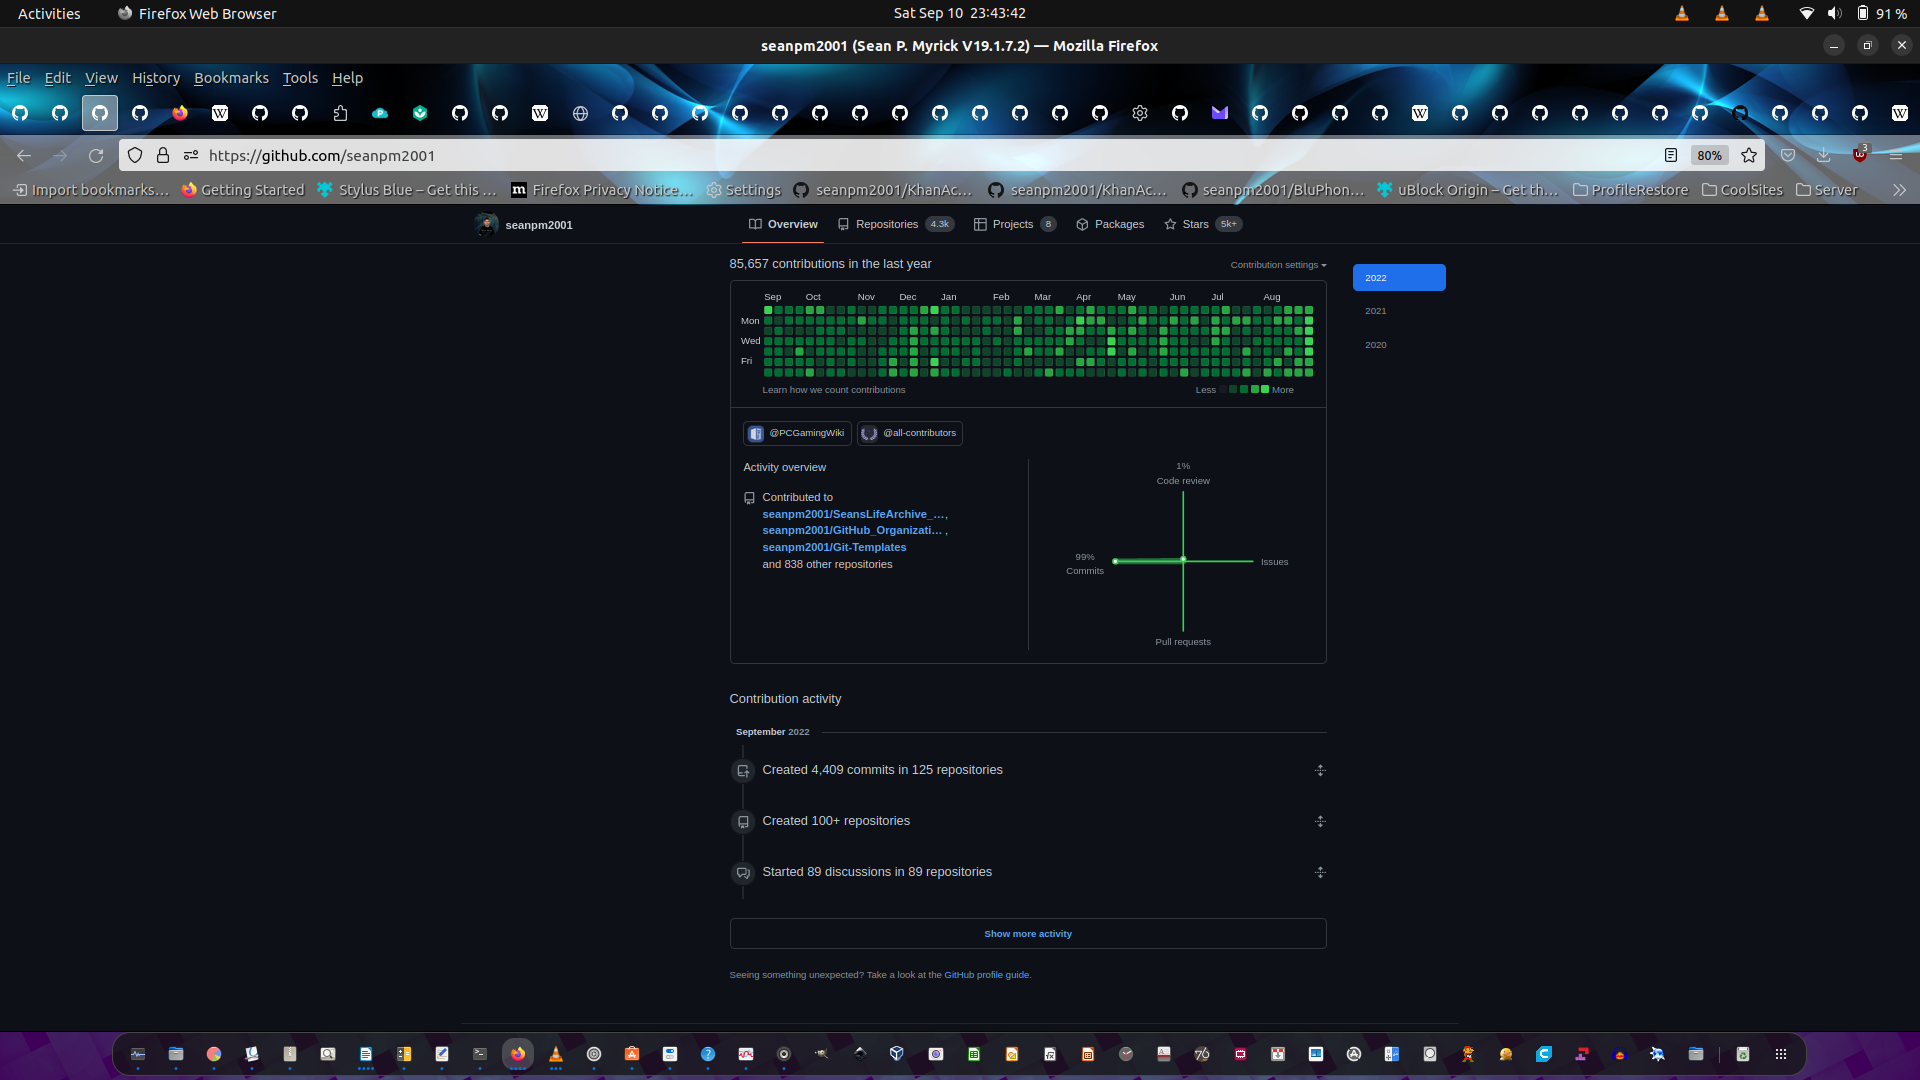 Activities Firefox Web Browser Sat Sep 10 23:43:42 91 %
seanpm2001 (Sean P. Myrick V19.1.7.2) — Mozilla Firefox
File Edit View History Bookmarks Tools Help
https://github.com/seanpm2001 80% 3
Import bookmarks… Getting Started Stylus Blue – Get this … Firefox Privacy Notice… Settings seanpm2001/KhanAc… seanpm2001/KhanAc… seanpm2001/BluPhon… uBlock Origin – Get th… ProfileRestore CoolSites Server
seanpm2001 Overview Repositories 4.3k Projects 8 Packages Stars 5k+
85,657 contributions in the last year Contribution settings
2022
2021
2020
Sep Oct Nov Dec Jan Feb Mar Apr May Jun Jul Aug
Mon
Wed
Fri
Learn how we count contributions Less More
@PCGamingWiki @all-contributors
Activity overview
Contributed to
seanpm2001/SeansLifeArchive_…,
seanpm2001/GitHub_Organizati… ,
seanpm2001/Git-Templates
and 838 other repositories
1%
Code review
99%
Commits
Issues
Pull requests
Contribution activity
September 2022
Created 4,409 commits in 125 repositories
Created 100+ repositories
Started 89 discussions in 89 repositories
Show more activity
Seeing something unexpected? Take a look at the GitHub profile guide.